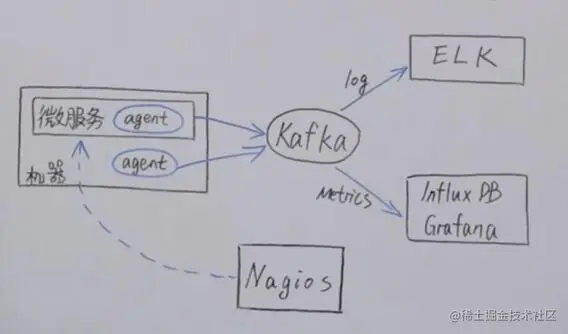 微服务 agent
agent
机器
Kafka
log
ELK
Metrics
Influx DB
Grafana
Nagios
@稀土掘金技术社区